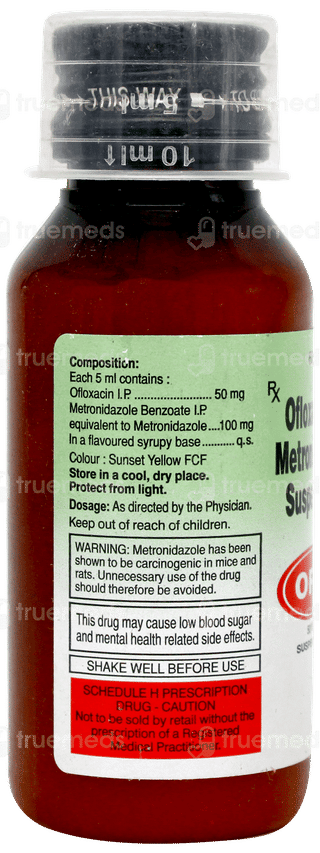 THIS WAY
5 ml
10 ml
truemeds
Composition:
Each 5 ml contains :
Ofloxacin I.P. ........................ 50 mg
Metronidazole Benzoate I.P.
equivalent to Metronidazole ....100 mg
In a flavoured syrupy base........... q.s.
Colour : Sunset Yellow FCF
Store in a cool, dry place.
Protect from light.
Dosage: As directed by the Physician.
Keep out of reach of children.
WARNING: Metronidazole has been
shown to be carcinogenic in mice and
rats. Unnecessary use of the drug
should therefore be avoided.
This drug may cause low blood sugar
and mental health related side effects.
SHAKE WELL BEFORE USE
SCHEDULE H PRESCRIPTION
DRUG - CAUTION
Not to be sold by retail without the
prescription of a Registered
Medical Practitioner.
Rx